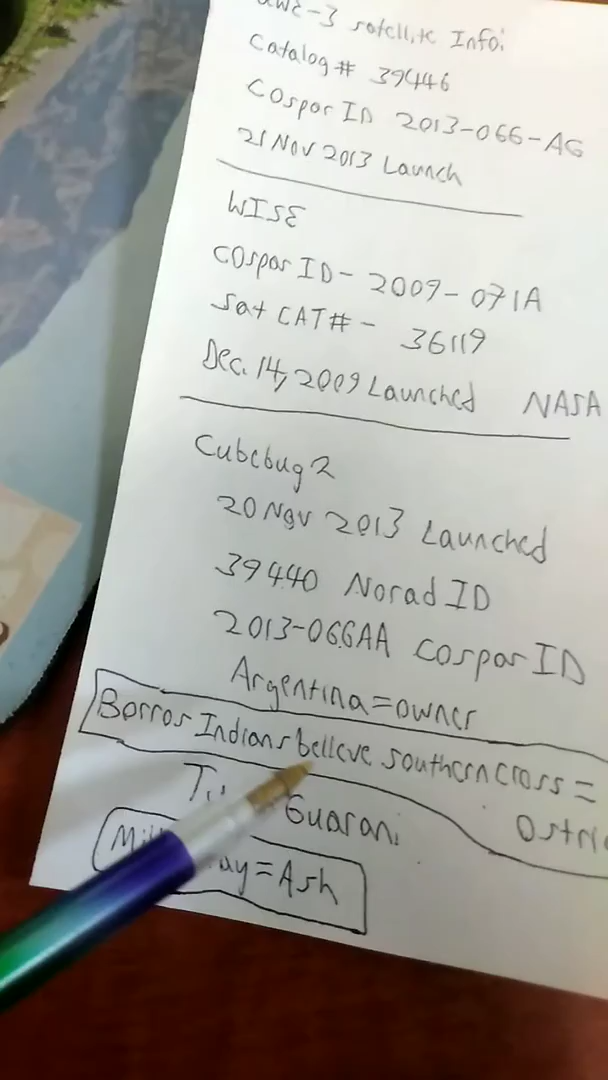 satellite Info:
Catalog# 39446
Cospar ID 2013-066-AG
21 Nov 2013 Launch
WISE
Cospar ID- 2009-071A
Sat CAT# - 36119
Dec. 14, 2009 Launched NASA
Cubebug 2
20 Nov 2013 Launched
39440 Norad ID
2013-066AA Cospar ID
Argentina=owner
Borros Indians believe southern cross =
Guarani
=Ash